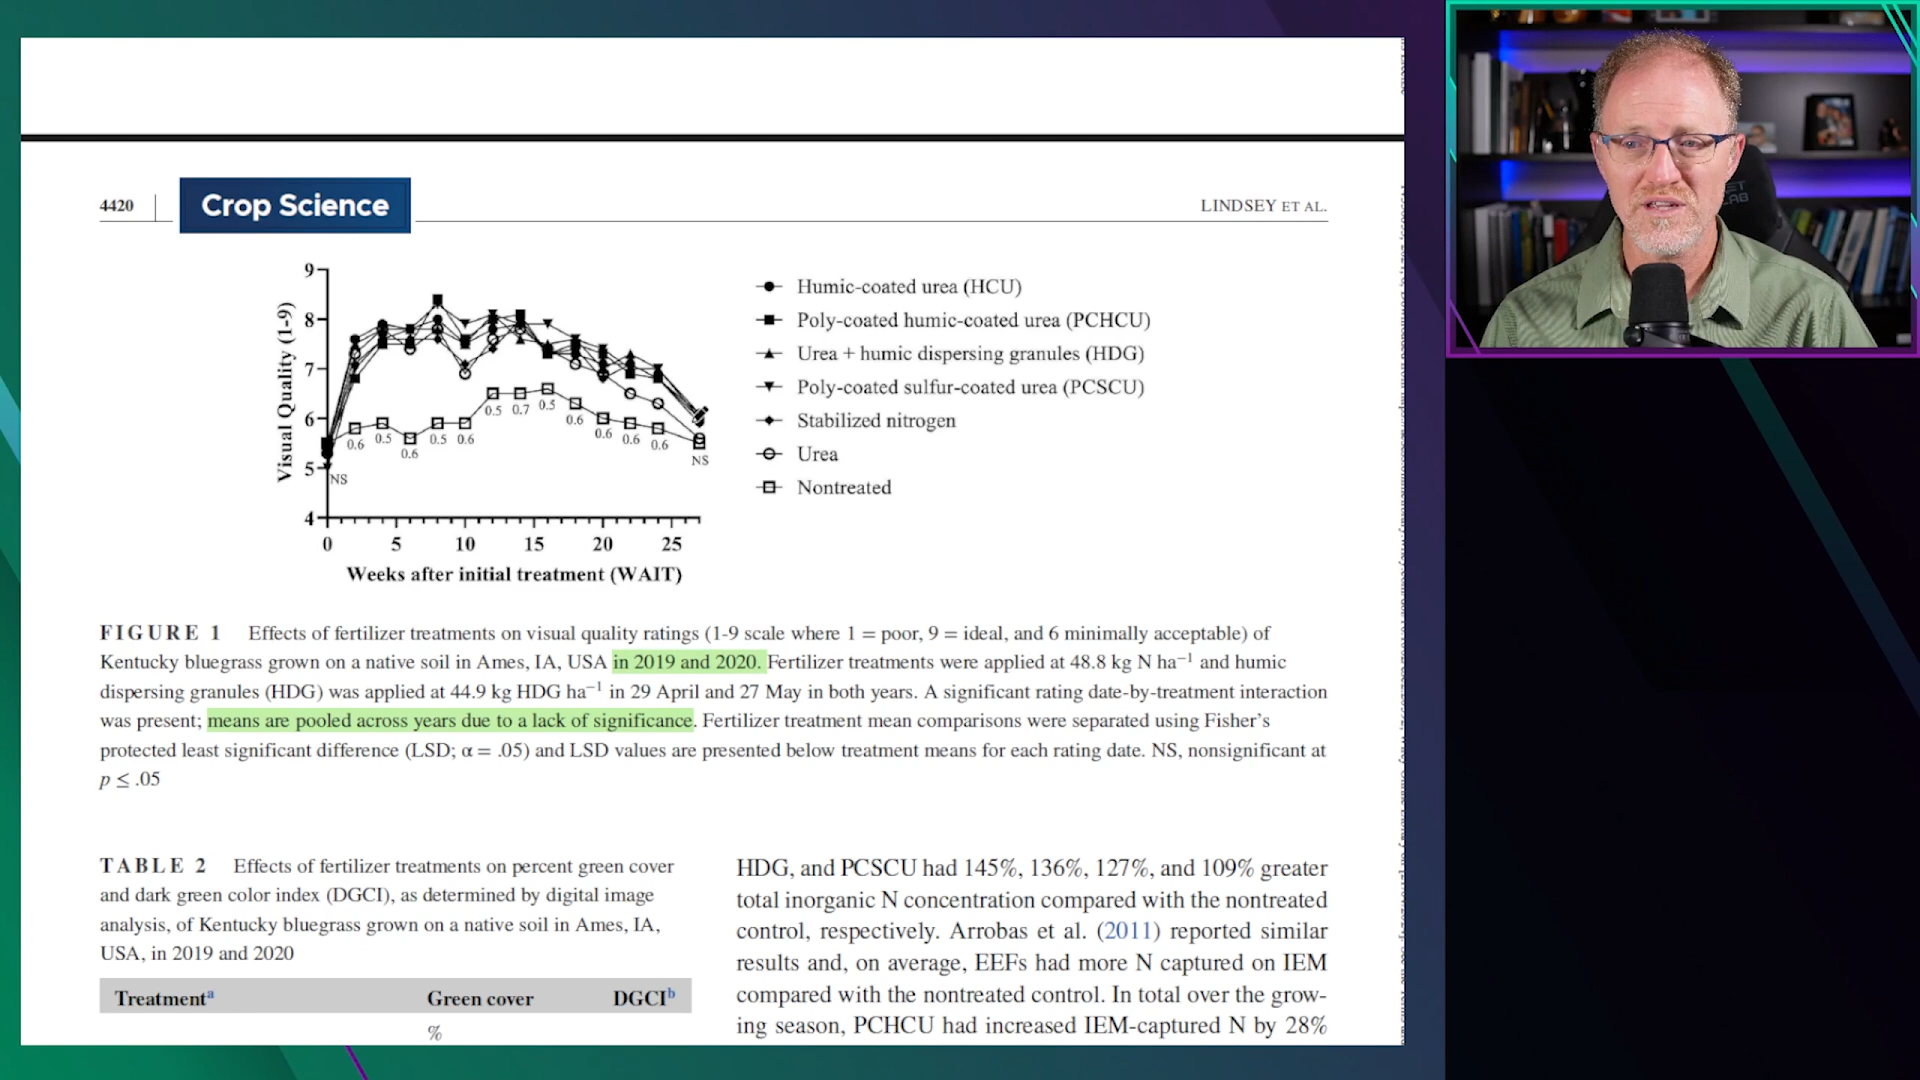 4420
Crop Science
LINDSEY ET AL.
9
8
7
6
5
4
Visual Quality (1-9)
0.6
0.5
0.6
0.5
0.6
0.5
0.7
0.5
0.6
0.6
0.6
0.6
NS
NS
0 5 10 15 20 25
Weeks after initial treatment (WAIT)
Humic-coated urea (HCU)
Poly-coated humic-coated urea (PCHCU)
Urea + humic dispersing granules (HDG)
Poly-coated sulfur-coated urea (PCSCU)
Stabilized nitrogen
Urea
Nontreated
FIGURE 1 Effects of fertilizer treatments on visual quality ratings (1-9 scale where 1 = poor, 9 = ideal, and 6 minimally acceptable) of
Kentucky bluegrass grown on a native soil in Ames, IA, USA in 2019 and 2020. Fertilizer treatments were applied at 48.8 kg N ha⁻¹ and humic
dispersing granules (HDG) was applied at 44.9 kg HDG ha⁻¹ in 29 April and 27 May in both years. A significant rating date-by-treatment interaction
was present; means are pooled across years due to a lack of significance. Fertilizer treatment mean comparisons were separated using Fisher's
protected least significant difference (LSD; α = .05) and LSD values are presented below treatment means for each rating date. NS, nonsignificant at
p ≤ .05
TABLE 2 Effects of fertilizer treatments on percent green cover
and dark green color index (DGCI), as determined by digital image
analysis, of Kentucky bluegrass grown on a native soil in Ames, IA,
USA, in 2019 and 2020
Treatmentᵃ Green cover DGCIᵇ
%
HDG, and PCSCU had 145%, 136%, 127%, and 109% greater
total inorganic N concentration compared with the nontreated
control, respectively. Arrobas et al. (2011) reported similar
results and, on average, EEFs had more N captured on IEM
compared with the nontreated control. In total over the grow-
ing season, PCHCU had increased IEM-captured N by 28%